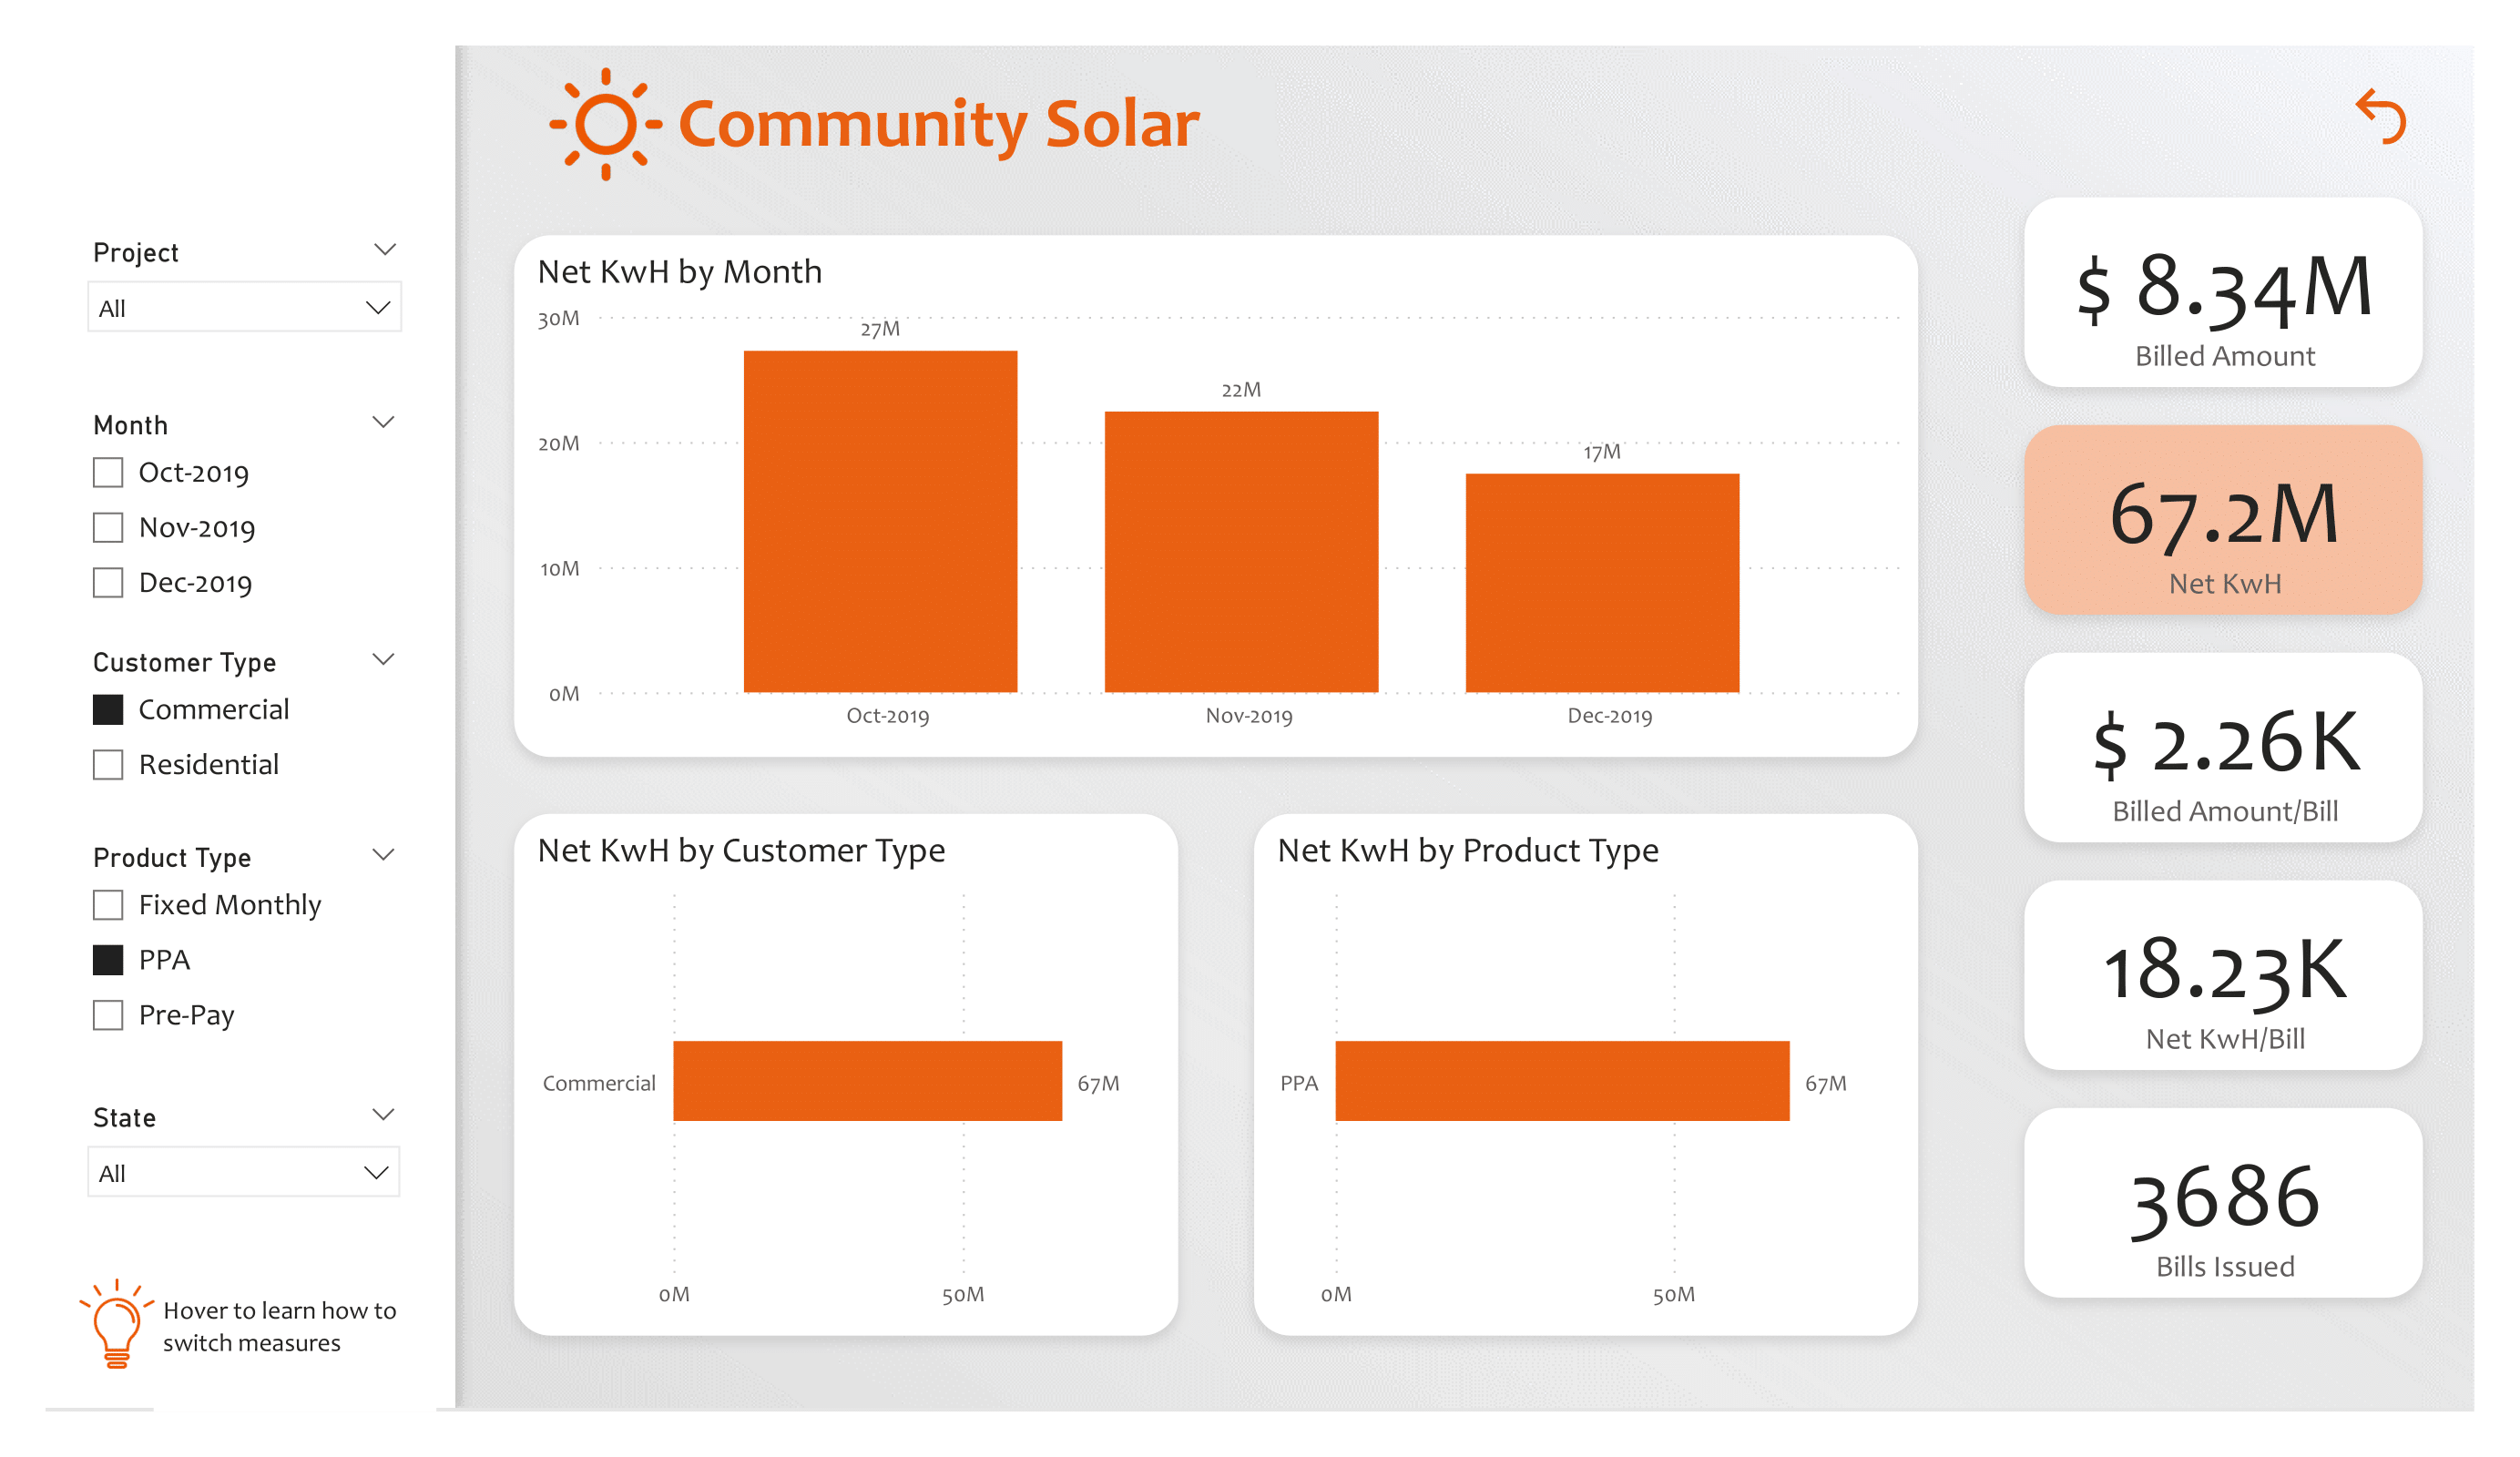 Community Solar
Project
All
Month
Oct-2019
Nov-2019
Dec-2019
Customer Type
Commercial
Residential
Product Type
Fixed Monthly
PPA
Pre-Pay
State
All
Hover to learn how to
switch measures
Net KwH by Month
30M
20M
10M
0M
27M
22M
17M
Oct-2019
Nov-2019
Dec-2019
Net KwH by Customer Type
Commercial
67M
0M
50M
Net KwH by Product Type
PPA
67M
0M
50M
$ 8.34M
Billed Amount
67.2M
Net KwH
$ 2.26K
Billed Amount/Bill
18.23K
Net KwH/Bill
3686
Bills Issued